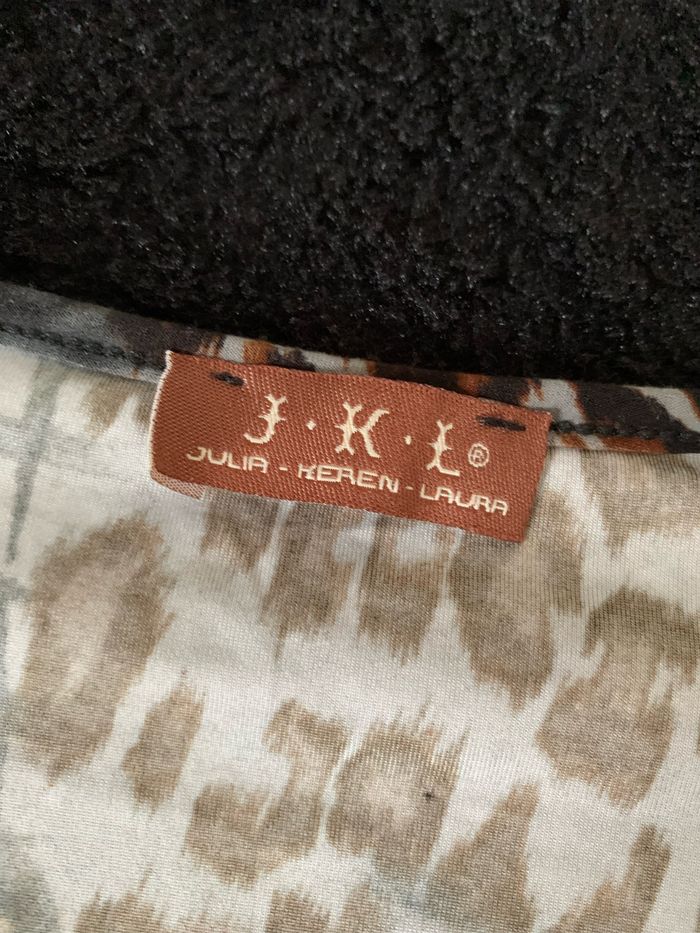 J · K · L ®
JULIA - KEREN - LAURA